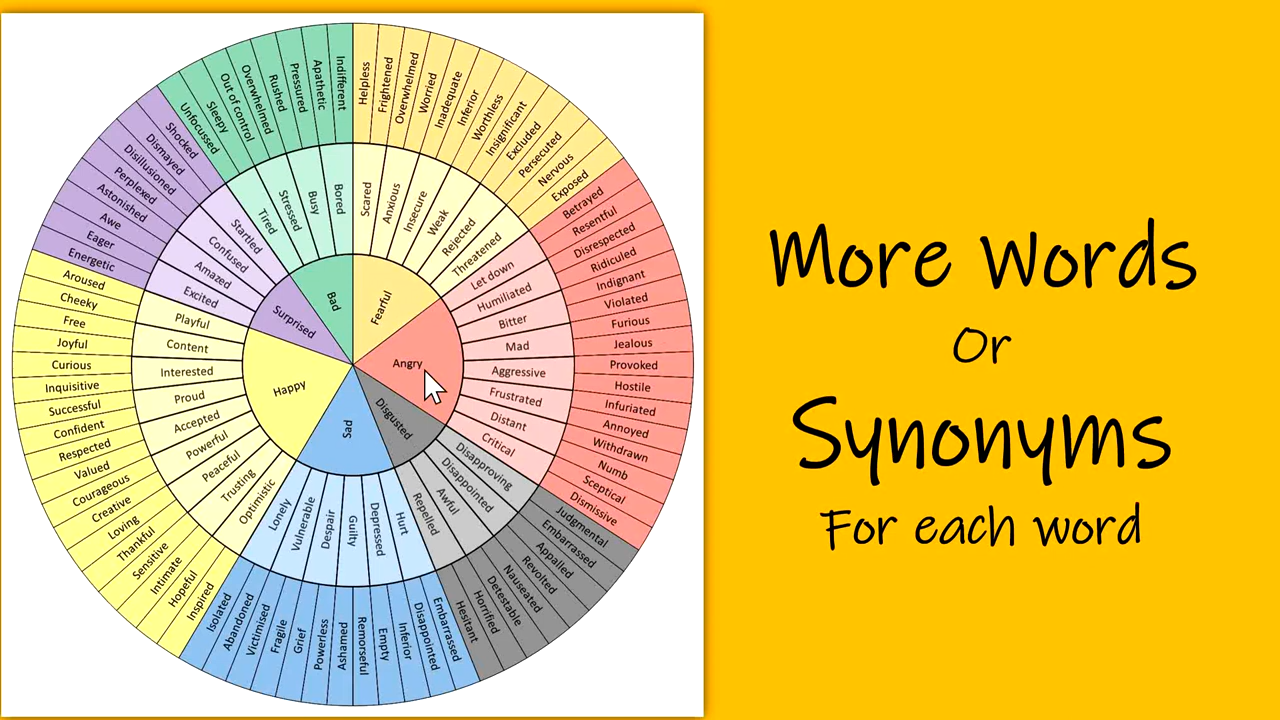 Helpless
Frightened
Overwhelmed
Worried
Inadequate
Inferior
Worthless
Insignificant
Excluded
Persecuted
Nervous
Exposed
Betrayed
Resentful
Disrespected
Ridiculed
Indignant
Violated
Furious
Jealous
Provoked
Hostile
Infuriated
Annoyed
Withdrawn
Numb
Sceptical
Dismissive
Judgmental
Embarrassed
Appalled
Revolted
Nauseated
Detestable
Horrified
Hesitant
Embarrassed
Disappointed
Inferior
Empty
Remorseful
Ashamed
Powerless
Grief
Fragile
Victimised
Abandoned
Isolated
Inspired
Hopeful
Intimate
Sensitive
Thankful
Loving
Creative
Courageous
Valued
Respected
Confident
Successful
Inquisitive
Curious
Joyful
Free
Cheeky
Aroused
Energetic
Eager
Awe
Astonished
Perplexed
Disillusioned
Dismayed
Shocked
Unfocussed
Sleepy
Out of control
Overwhelmed
Rushed
Pressured
Apathetic
Indifferent
Scared
Anxious
Insecure
Weak
Rejected
Threatened
Let down
Humiliated
Bitter
Mad
Aggressive
Frustrated
Distant
Critical
Disapproving
Disappointed
Awful
Repelled
Hurt
Depressed
Guilty
Despair
Vulnerable
Lonely
Optimistic
Trusting
Peaceful
Powerful
Accepted
Proud
Interested
Content
Playful
Excited
Amazed
Confused
Startled
Tired
Stressed
Busy
Bored
Fearful
Angry
Disgusted
Sad
Happy
Surprised
Bad
More Words
Or
Synonyms
For each word